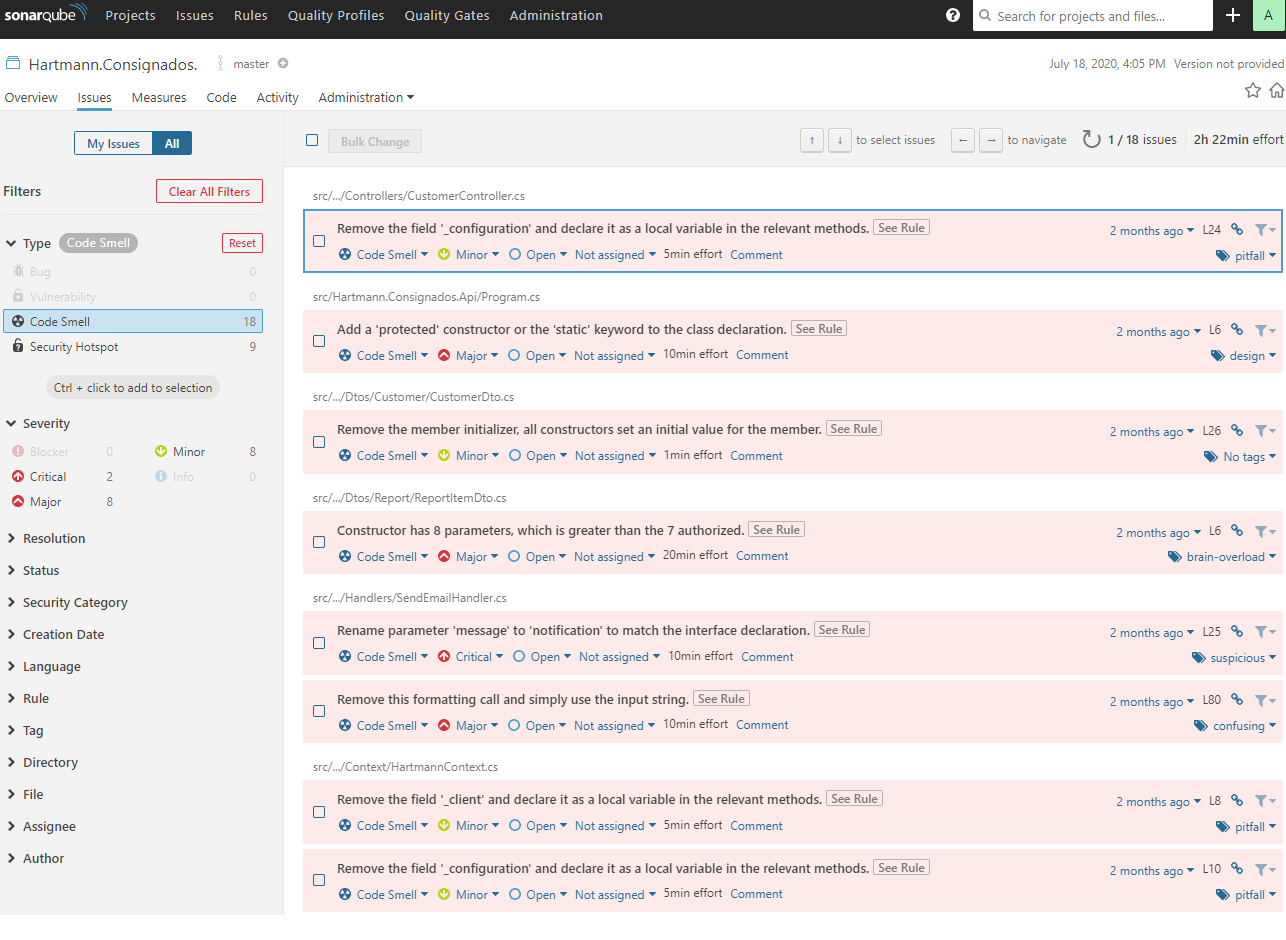 sonarqube Projects Issues Rules Quality Profiles Quality Gates Administration ? Search for projects and files... + A
Hartmann.Consignados. master July 18, 2020, 4:05 PM Version not provided
Overview Issues Measures Code Activity Administration
My Issues All
Filters Clear All Filters
Type Code Smell Reset
Bug 0
Vulnerability 0
Code Smell 18
Security Hotspot 9
Ctrl + click to add to selection
Severity
Blocker 0 Minor 8
Critical 2 Info 0
Major 8
Resolution
Status
Security Category
Creation Date
Language
Rule
Tag
Directory
File
Assignee
Author
Bulk Change ↑ ↓ to select issues ← → to navigate 1 / 18 issues 2h 22min effort
src/.../Controllers/CustomerController.cs
Remove the field '_configuration' and declare it as a local variable in the relevant methods. See Rule 2 months ago L24
Code Smell Minor Open Not assigned 5min effort Comment pitfall
src/Hartmann.Consignados.Api/Program.cs
Add a 'protected' constructor or the 'static' keyword to the class declaration. See Rule 2 months ago L6
Code Smell Major Open Not assigned 10min effort Comment design
src/.../Dtos/Customer/CustomerDto.cs
Remove the member initializer, all constructors set an initial value for the member. See Rule 2 months ago L26
Code Smell Minor Open Not assigned 1min effort Comment No tags
src/.../Dtos/Report/ReportItemDto.cs
Constructor has 8 parameters, which is greater than the 7 authorized. See Rule 2 months ago L6
Code Smell Major Open Not assigned 20min effort Comment brain-overload
src/.../Handlers/SendEmailHandler.cs
Rename parameter 'message' to 'notification' to match the interface declaration. See Rule 2 months ago L25
Code Smell Critical Open Not assigned 10min effort Comment suspicious
Remove this formatting call and simply use the input string. See Rule 2 months ago L80
Code Smell Major Open Not assigned 10min effort Comment confusing
src/.../Context/HartmannContext.cs
Remove the field '_client' and declare it as a local variable in the relevant methods. See Rule 2 months ago L8
Code Smell Minor Open Not assigned 5min effort Comment pitfall
Remove the field '_configuration' and declare it as a local variable in the relevant methods. See Rule 2 months ago L10
Code Smell Minor Open Not assigned 5min effort Comment pitfall